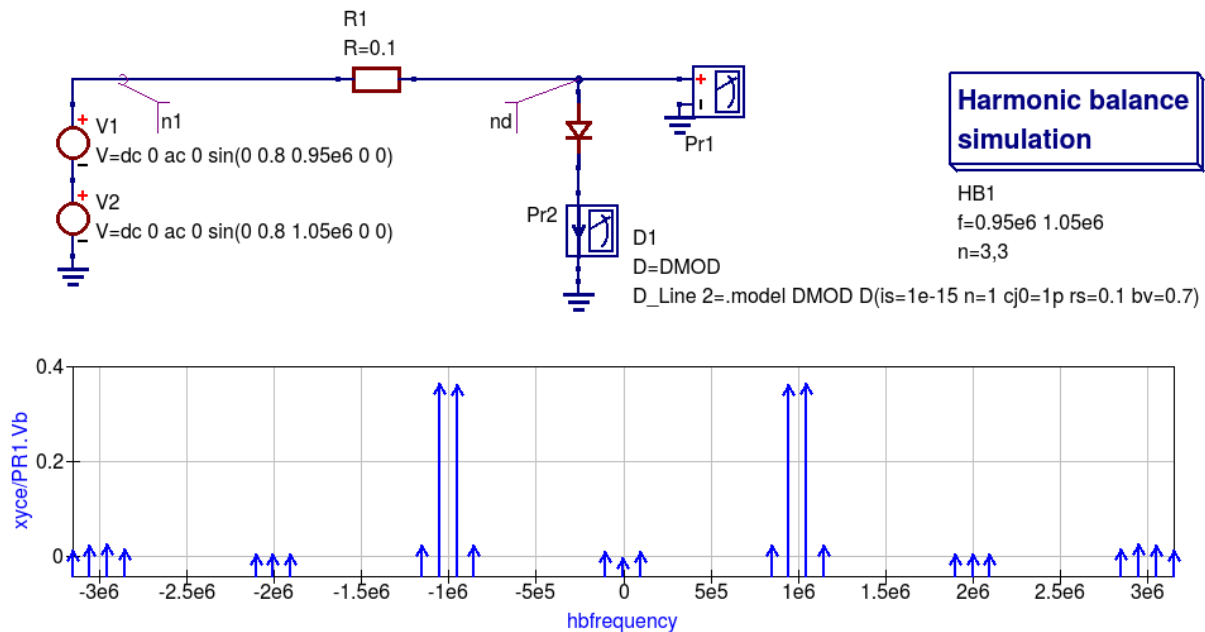 R1
R=0.1
n1
nd
Pr1
V1
V=dc 0 ac 0 sin(0 0.8 0.95e6 0 0)
V2
V=dc 0 ac 0 sin(0 0.8 1.05e6 0 0)
Pr2
D1
D=DMOD
D_Line 2=.model DMOD D(is=1e-15 n=1 cj0=1p rs=0.1 bv=0.7)
Harmonic balance
simulation
HB1
f=0.95e6 1.05e6
n=3,3
0.4
0.2
0
xyce/PR1.Vb
-3e6 -2.5e6 -2e6 -1.5e6 -1e6 -5e5 0 5e5 1e6 1.5e6 2e6 2.5e6 3e6
hbfrequency